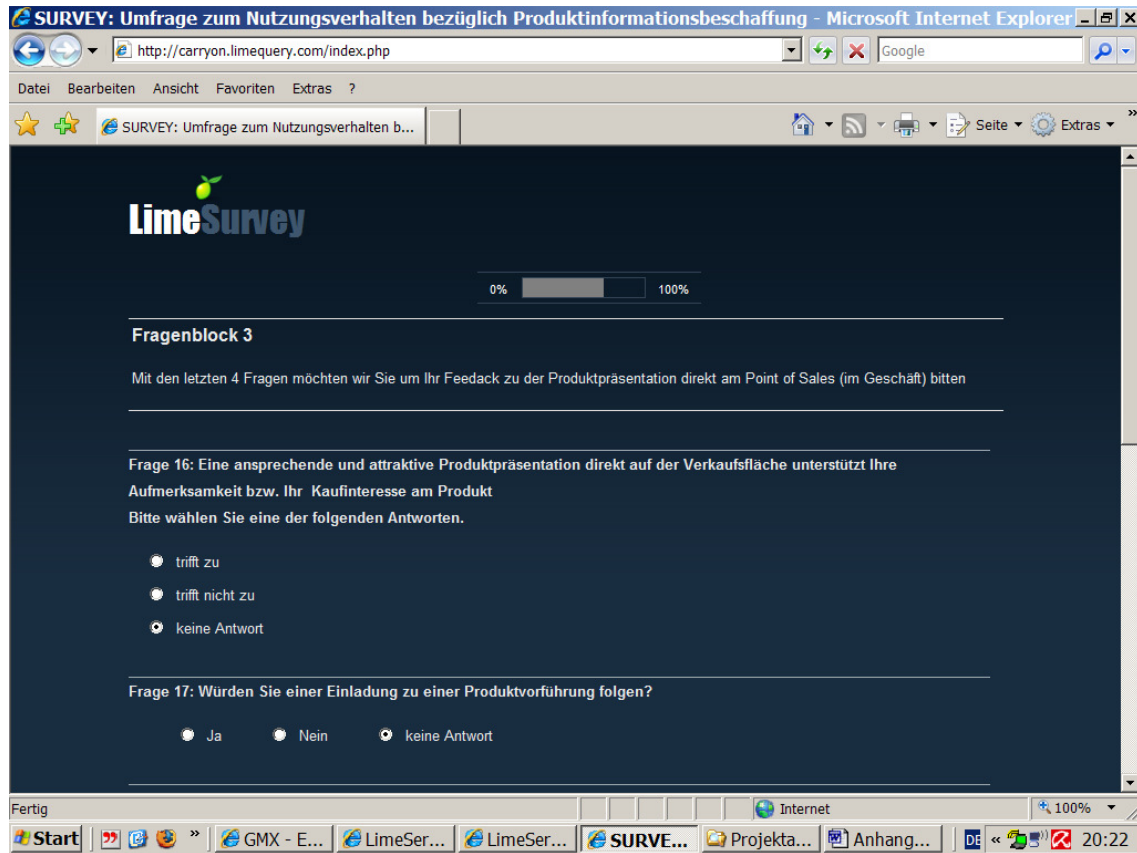 SURVEY: Umfrage zum Nutzungsverhalten bezüglich Produktinformationsbeschaffung - Microsoft Internet Explorer
http://carryon.limequery.com/index.php
Google
Datei Bearbeiten Ansicht Favoriten Extras ?
SURVEY: Umfrage zum Nutzungsverhalten b...
Seite
Extras
»
LimeSurvey
0% 100%
Fragenblock 3
Mit den letzten 4 Fragen möchten wir Sie um Ihr Feedack zu der Produktpräsentation direkt am Point of Sales (im Geschäft) bitten
Frage 16: Eine ansprechende und attraktive Produktpräsentation direkt auf der Verkaufsfläche unterstützt Ihre
Aufmerksamkeit bzw. Ihr Kaufinteresse am Produkt
Bitte wählen Sie eine der folgenden Antworten.
trifft zu
trifft nicht zu
keine Antwort
Frage 17: Würden Sie einer Einladung zu einer Produktvorführung folgen?
Ja Nein keine Antwort
Fertig Internet 100%
Start » GMX - E... LimeSer... LimeSer... SURVE... Projekta... Anhang... DE « 20:22